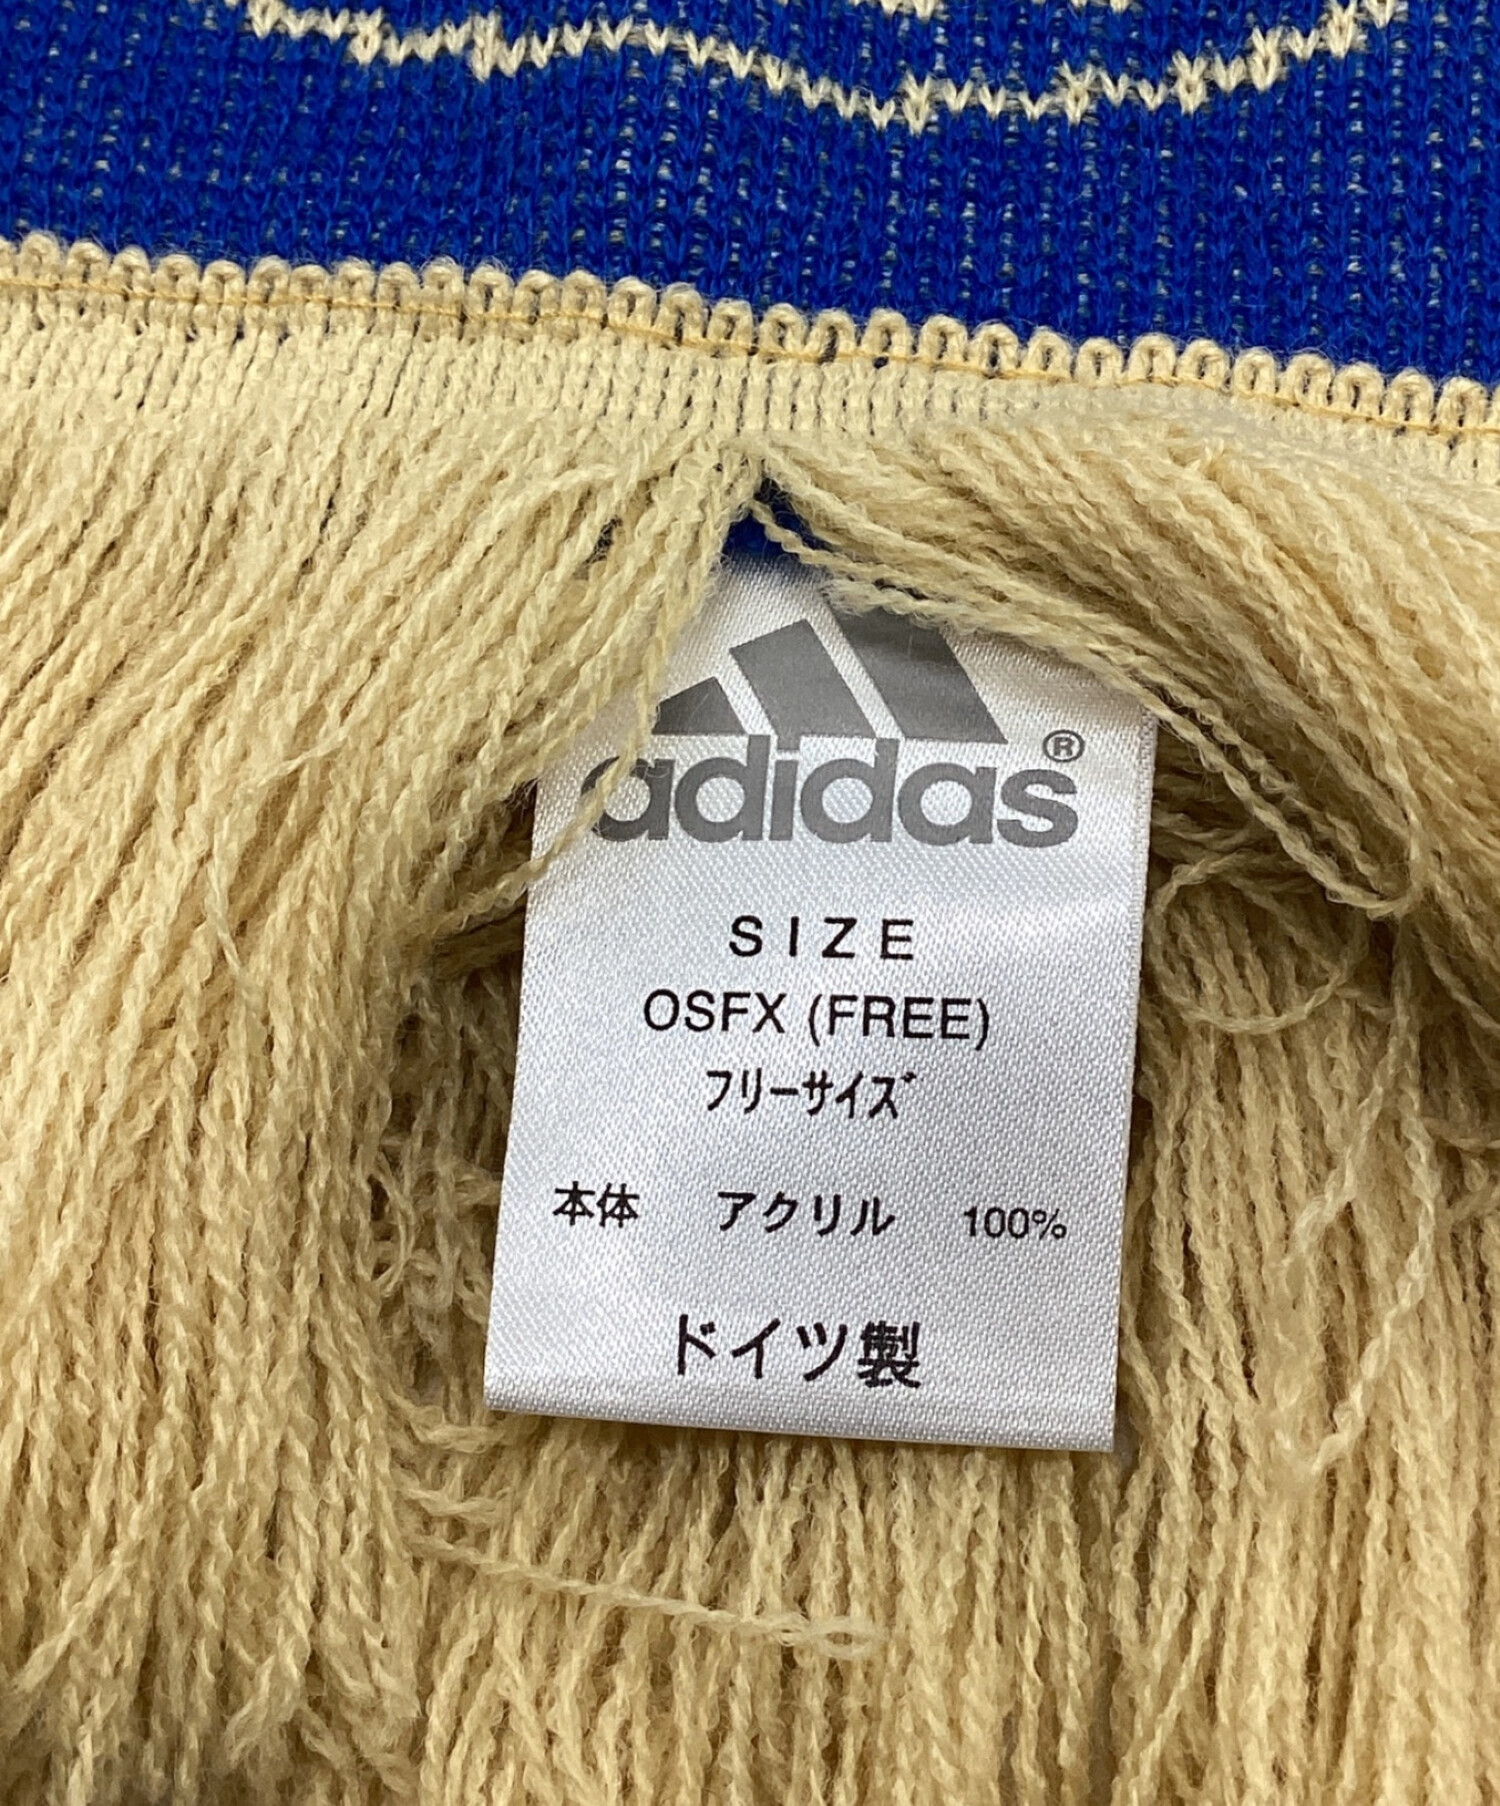 adidas®
SIZE
OSFX (FREE)
フリーサイズ
本体 アクリル 100%
ドイツ製